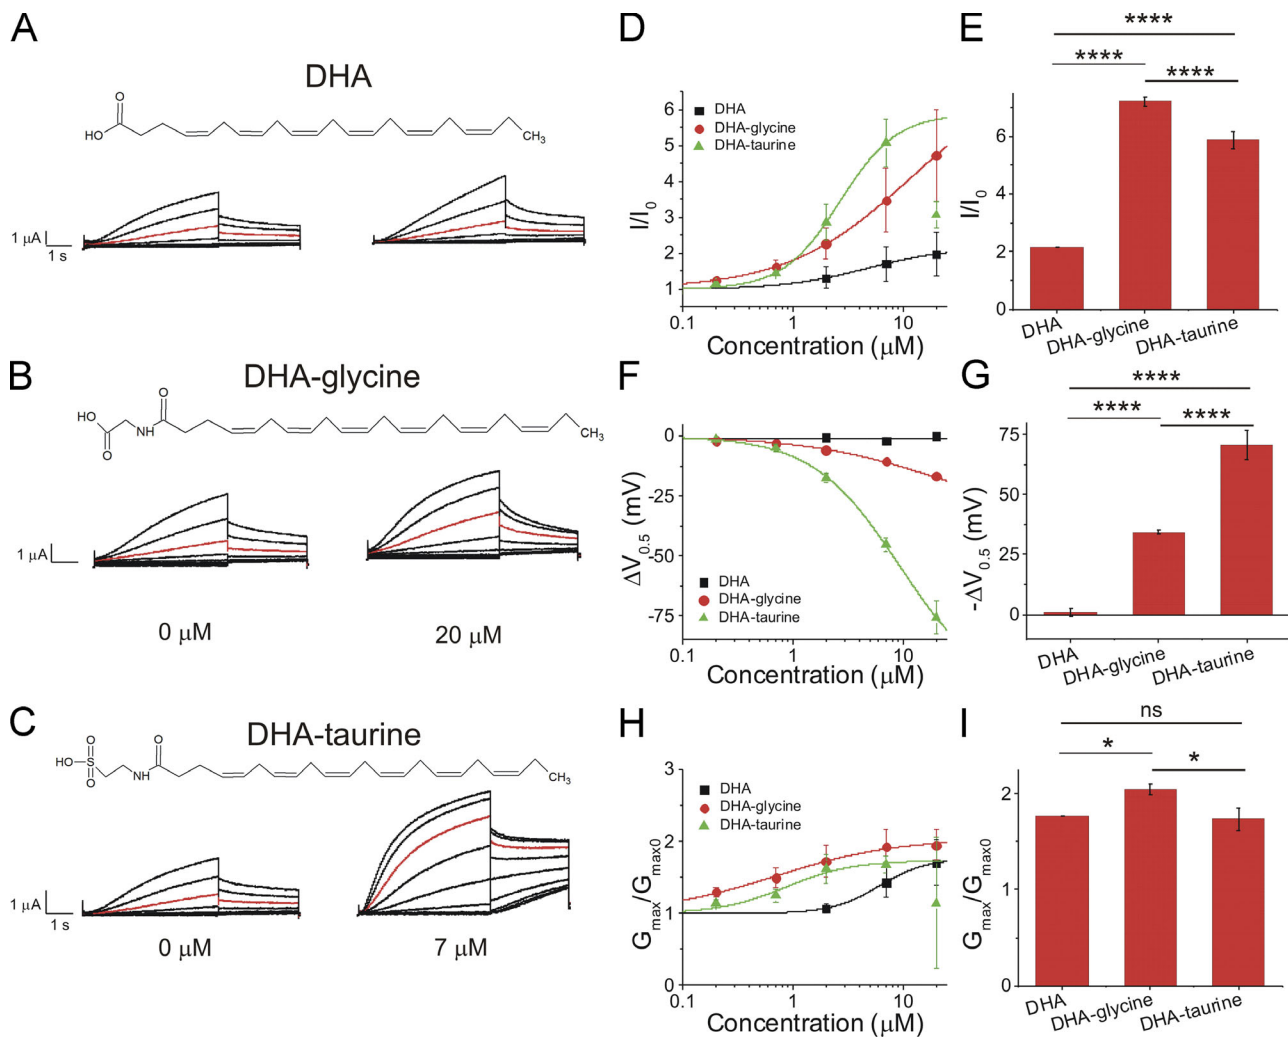 A
DHA
O
HO
CH3
1 μA
1 s
B
DHA-glycine
HO
O
O
NH
CH3
1 μA
0 μM
20 μM
C
DHA-taurine
O
HO
S
O
O
NH
CH3
1 μA
1 s
0 μM
7 μM
D
DHA
DHA-glycine
DHA-taurine
I/I0
6
5
4
3
2
1
0.1
1
10
Concentration (μM)
E
****
****
****
I/I0
6
4
2
0
DHA
DHA-glycine
DHA-taurine
F
ΔV0.5 (mV)
0
-25
-50
-75
DHA
DHA-glycine
DHA-taurine
0.1
1
10
Concentration (μM)
G
****
****
****
-ΔV0.5 (mV)
75
50
25
0
DHA
DHA-glycine
DHA-taurine
H
DHA
DHA-glycine
DHA-taurine
Gmax/Gmax0
3
2
1
0
0.1
1
10
Concentration (μM)
I
ns
*
*
Gmax/Gmax0
2
1
0
DHA
DHA-glycine
DHA-taurine